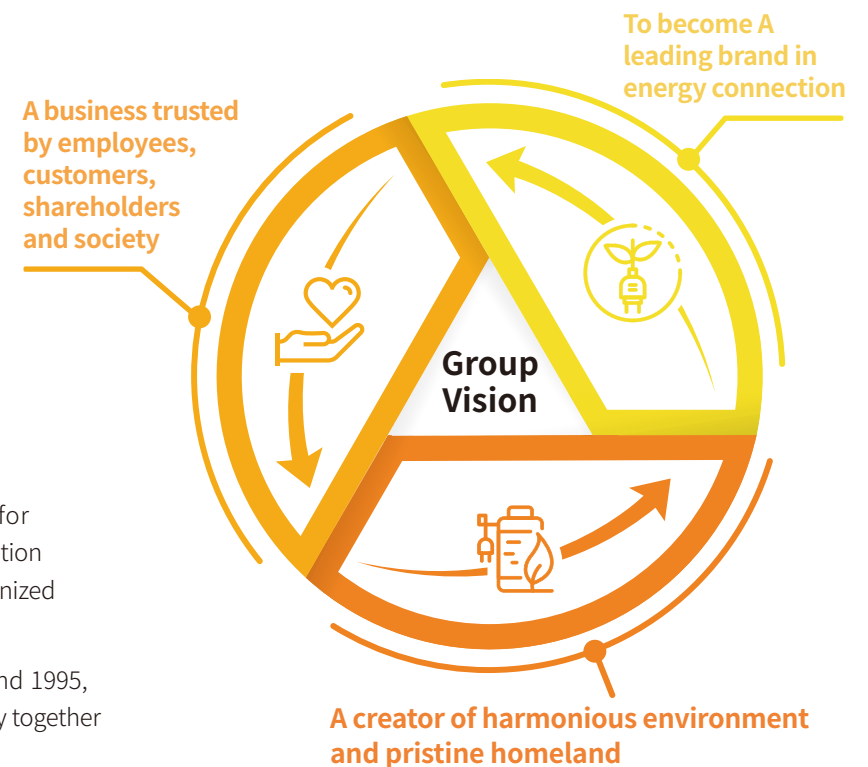 To become A
leading brand in
energy connection
A business trusted
by employees,
customers,
shareholders
and society
Group
Vision
for
tion
nized
nd 1995,
y together
A creator of harmonious environment
and pristine homeland